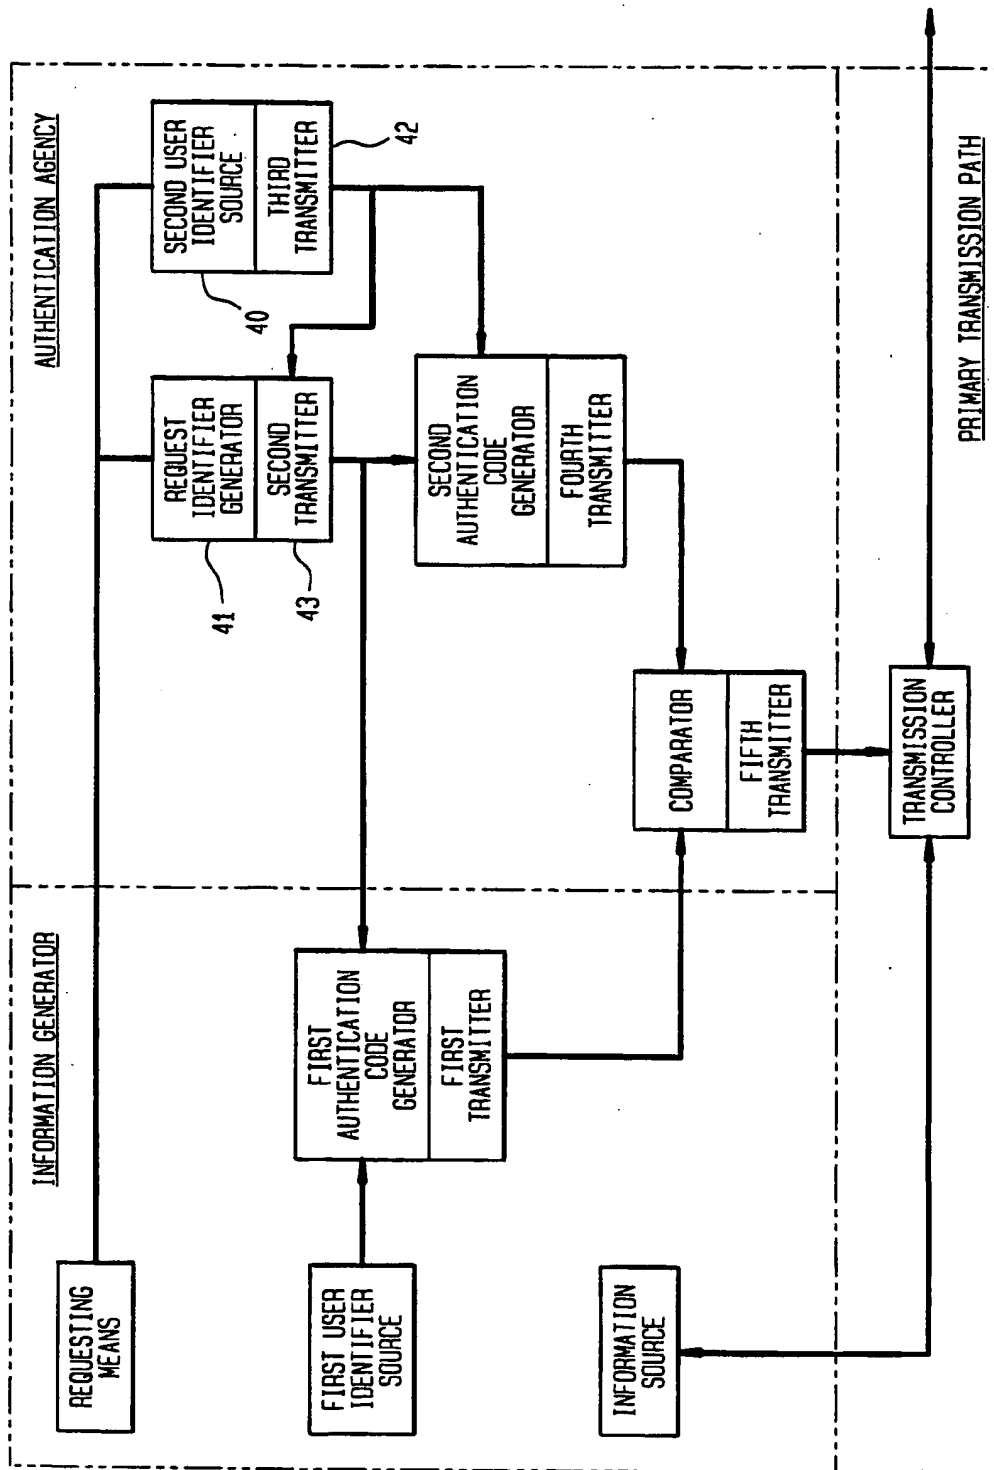 INFORMATION GENERATOR
REQUESTING
MEANS
FIRST USER
IDENTIFIER
SOURCE
INFORMATION
SOURCE
FIRST
AUTHENTICATION
CODE
GENERATOR
FIRST
TRANSMITTER
AUTHENTICATION AGENCY
REQUEST
IDENTIFIER
GENERATOR
SECOND
TRANSMITTER
41
43
SECOND USER
IDENTIFIER
SOURCE
THIRD
TRANSMITTER
40
42
SECOND
AUTHENTICATION
CODE
GENERATOR
FOURTH
TRANSMITTER
COMPARATOR
FIFTH
TRANSMITTER
TRANSMISSION
CONTROLLER
PRIMARY TRANSMISSION PATH